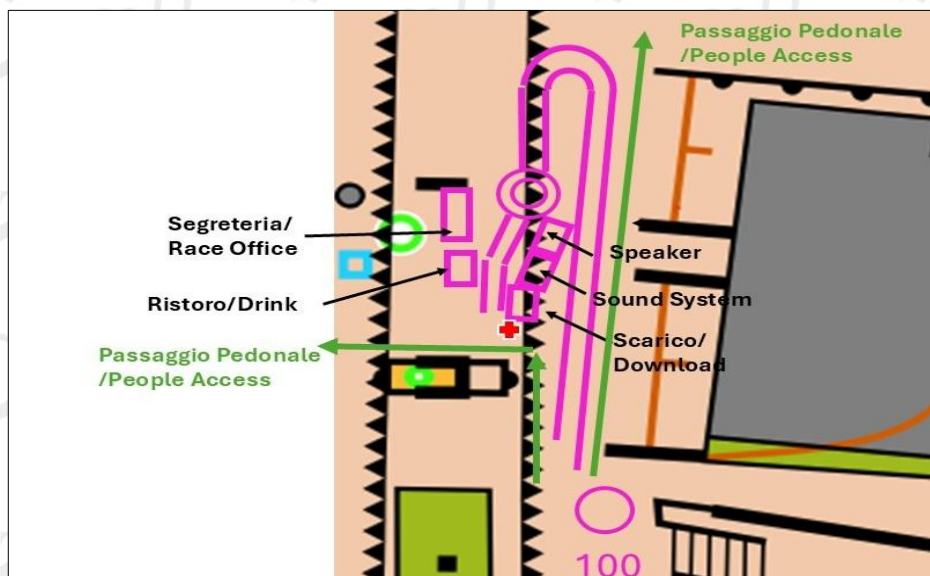 Passaggio Pedonale
/People Access
Segreteria/
Race Office
Speaker
Ristoro/Drink
Sound System
Scarico/
Download
Passaggio Pedonale
/People Access
100